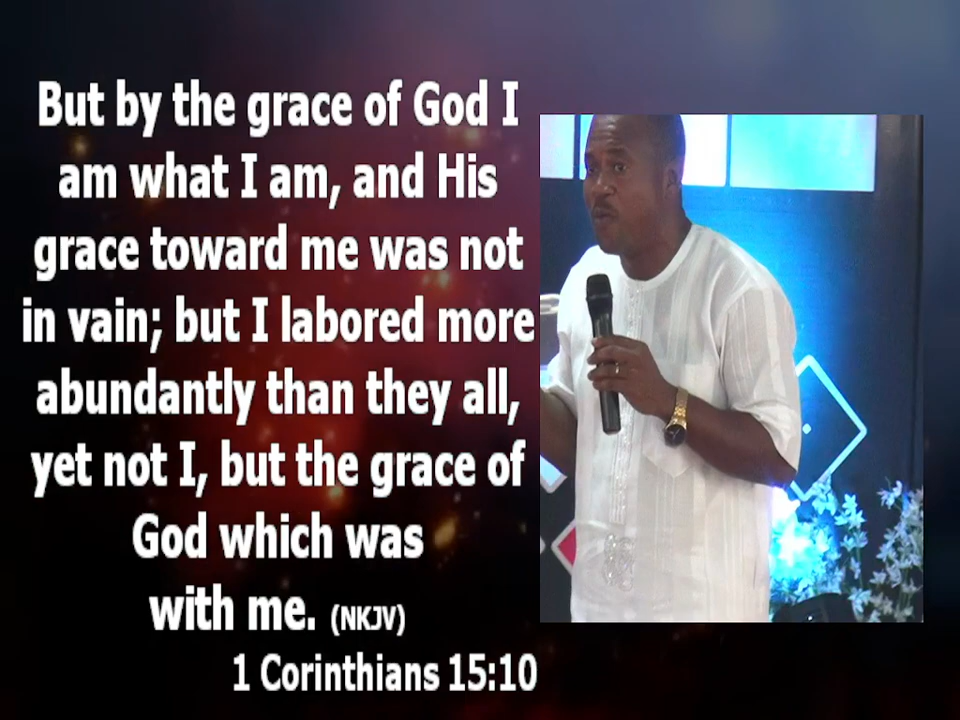 But by the grace of God I
am what I am, and His
grace toward me was not
in vain; but I labored more
abundantly than they all,
yet not I, but the grace of
God which was
with me. (NKJV)
1 Corinthians 15:10